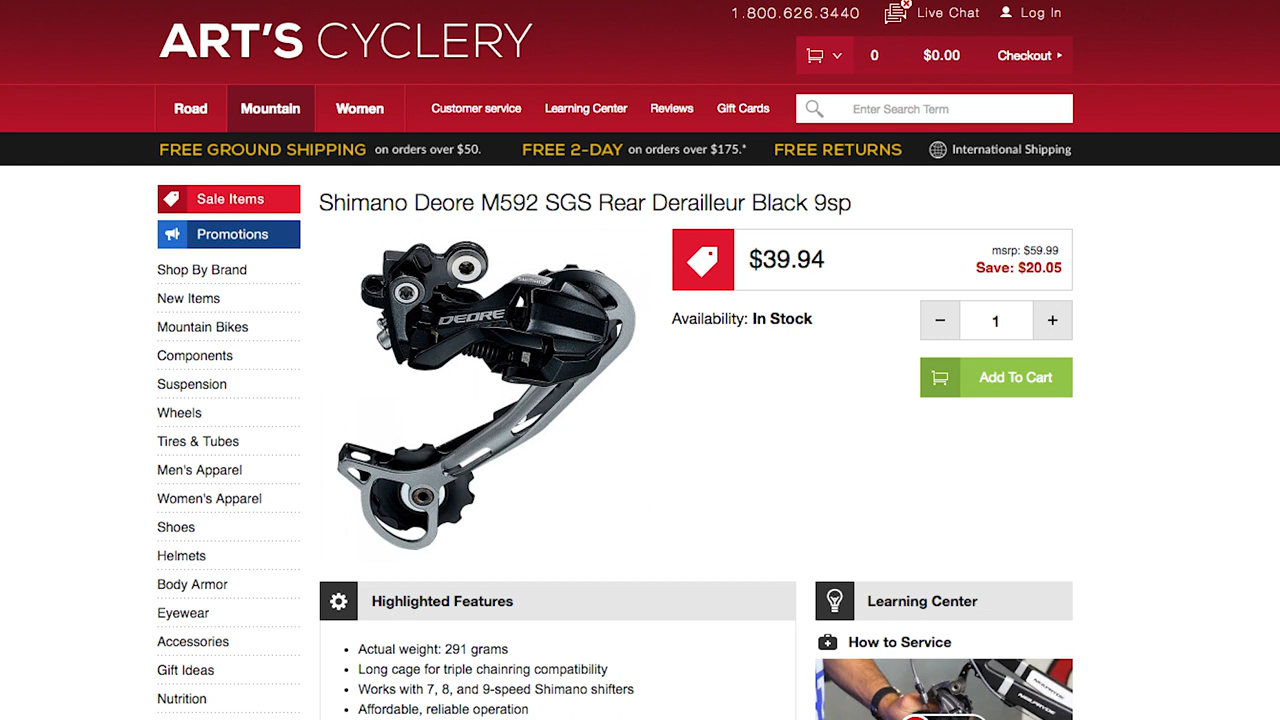 1.800.626.3440 Live Chat Log In
ART'S CYCLERY
0 $0.00 Checkout
Road Mountain Women Customer service Learning Center Reviews Gift Cards Enter Search Term
FREE GROUND SHIPPING on orders over $50. FREE 2-DAY on orders over $175.* FREE RETURNS International Shipping
Sale Items
Promotions
Shop By Brand
New Items
Mountain Bikes
Components
Suspension
Wheels
Tires & Tubes
Men's Apparel
Women's Apparel
Shoes
Helmets
Body Armor
Eyewear
Accessories
Gift Ideas
Nutrition
Shimano Deore M592 SGS Rear Derailleur Black 9sp
DEORE
$39.94
msrp: $59.99
Save: $20.05
Availability: In Stock
− 1 +
Add To Cart
Highlighted Features
• Actual weight: 291 grams
• Long cage for triple chainring compatibility
• Works with 7, 8, and 9-speed Shimano shifters
• Affordable, reliable operation
Learning Center
How to Service